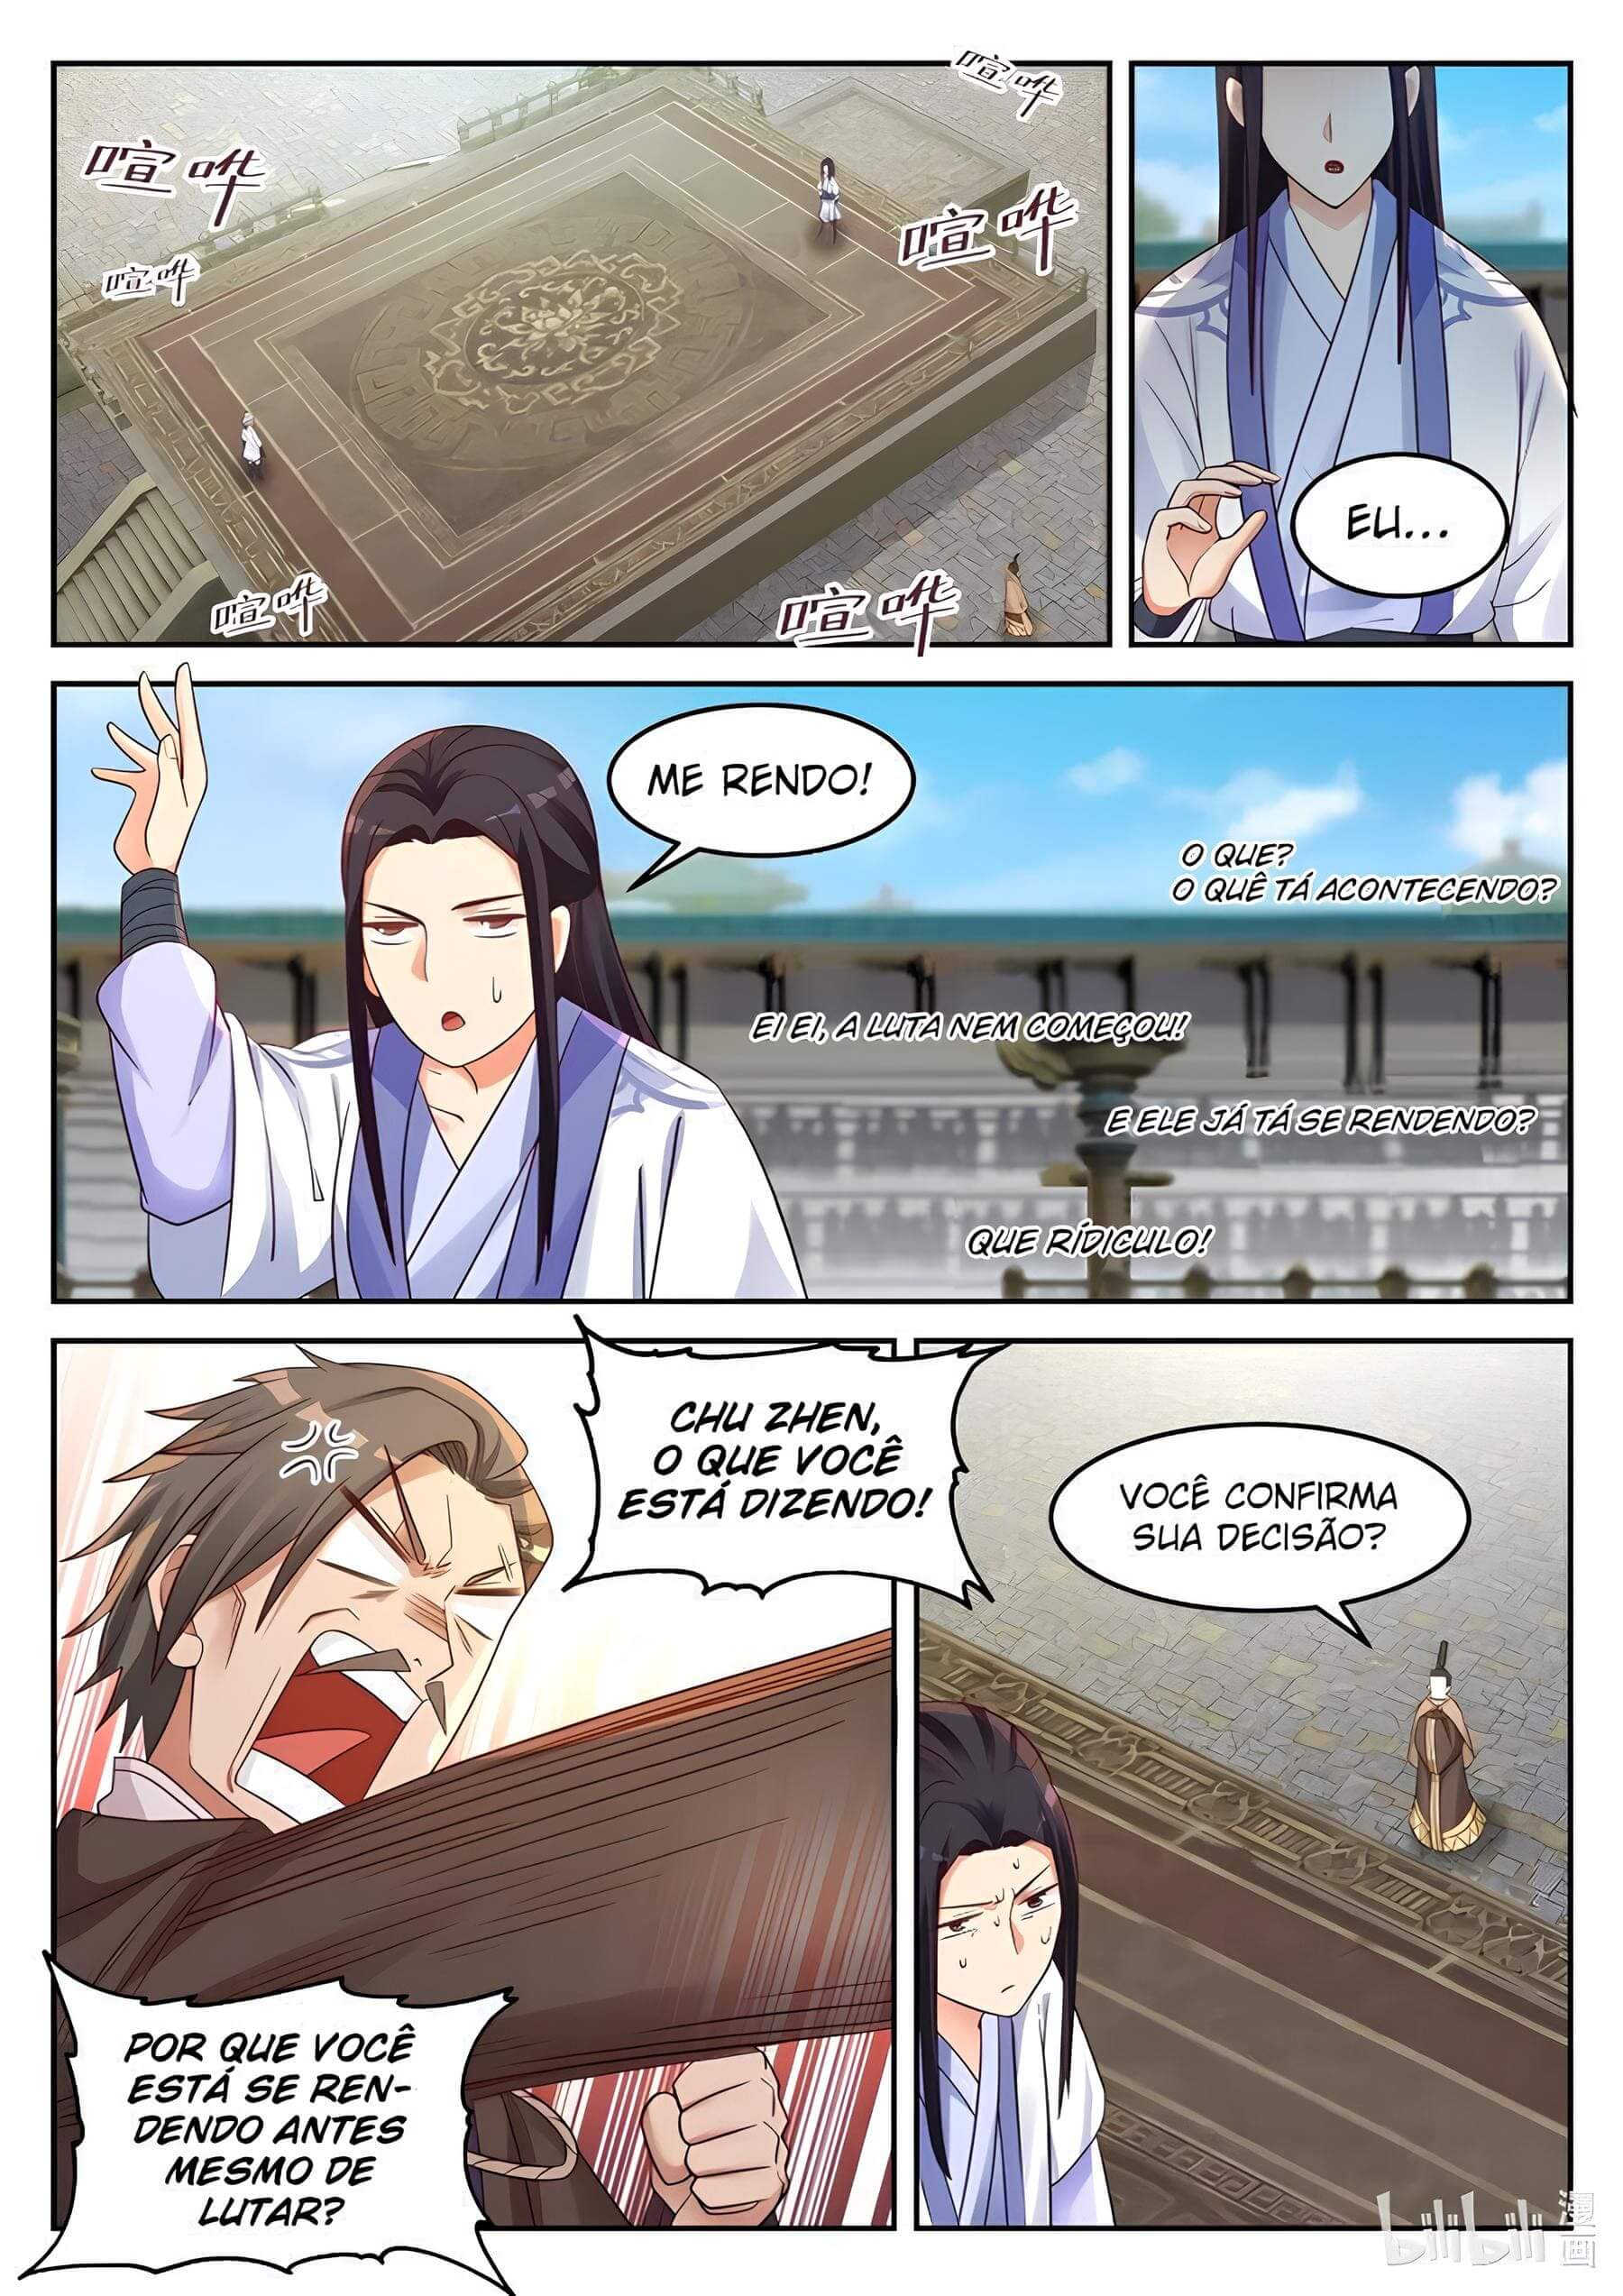 喧哗
喧哗
喧哗
喧哗
喧哗
喧哗
EU...
ME RENDO!
O QUE?
O QUÊ TÁ ACONTECENDO?
EI EI, A LUTA NEM COMEÇOU!
E ELE JÁ TÁ SE RENDENDO?
QUE RÍDICULO!
CHU ZHEN,
O QUE VOCÊ
ESTÁ DIZENDO!
VOCÊ CONFIRMA
SUA DECISÃO?
POR QUE VOCÊ
ESTÁ SE REN-
DENDO ANTES
MESMO DE
LUTAR?
bilibili
漫画